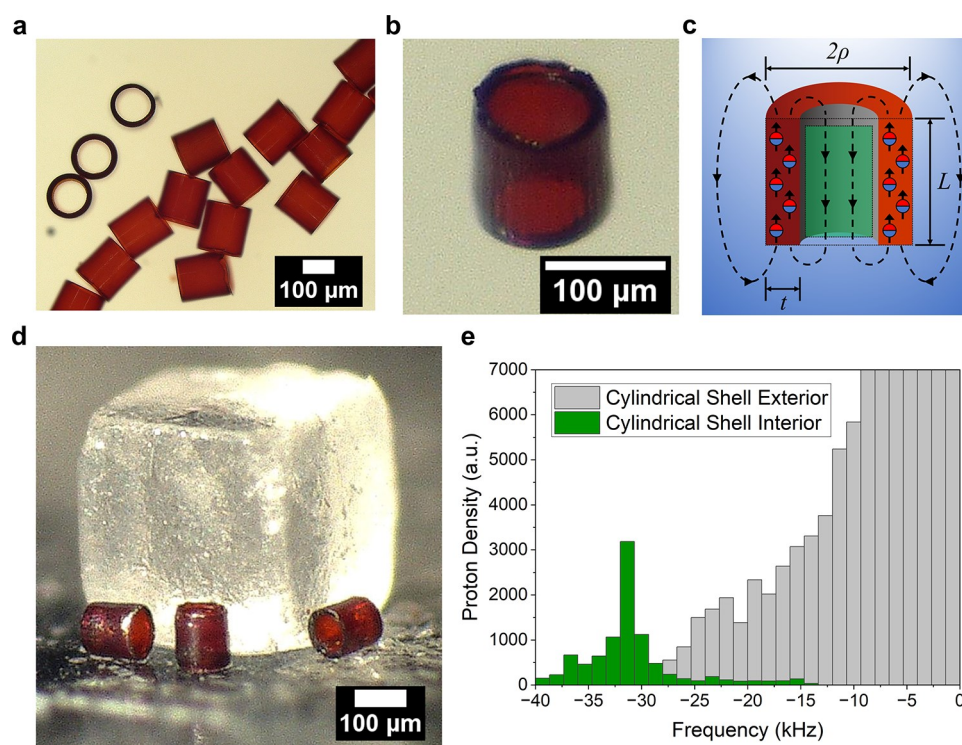 a
100 µm
b
100 µm
c
2ρ
L
t
d
100 µm
e
7000
6000
5000
4000
3000
2000
1000
0
Proton Density (a.u.)
Cylindrical Shell Exterior
Cylindrical Shell Interior
−40
−35
−30
−25
−20
−15
−10
−5
0
Frequency (kHz)